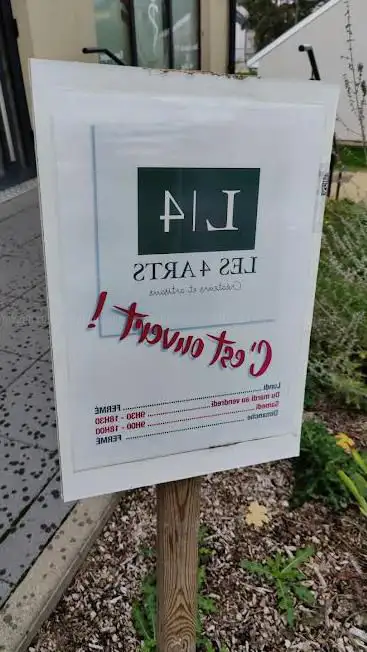 L|4
LES 4 ARTS
Créateurs et artisans
C'est ouvert !
Lundi ........ FERMÉ
Du mardi au vendredi ........ 9H30 - 18H30
Samedi ........ 9H00 - 18H00
Dimanche ........ FERMÉ